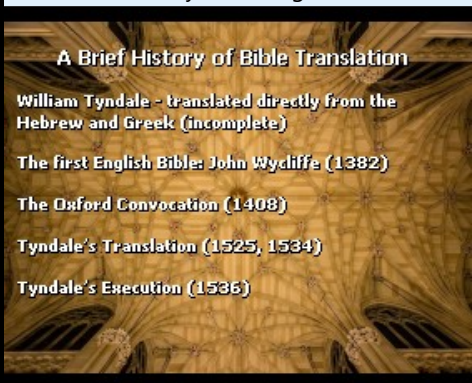 A Brief History of Bible Translation
William Tyndale - translated directly from the
Hebrew and Greek (incomplete)
The first English Bible: John Wycliffe (1382)
The Oxford Convocation (1408)
Tyndale's Translation (1525, 1534)
Tyndale's Execution (1536)